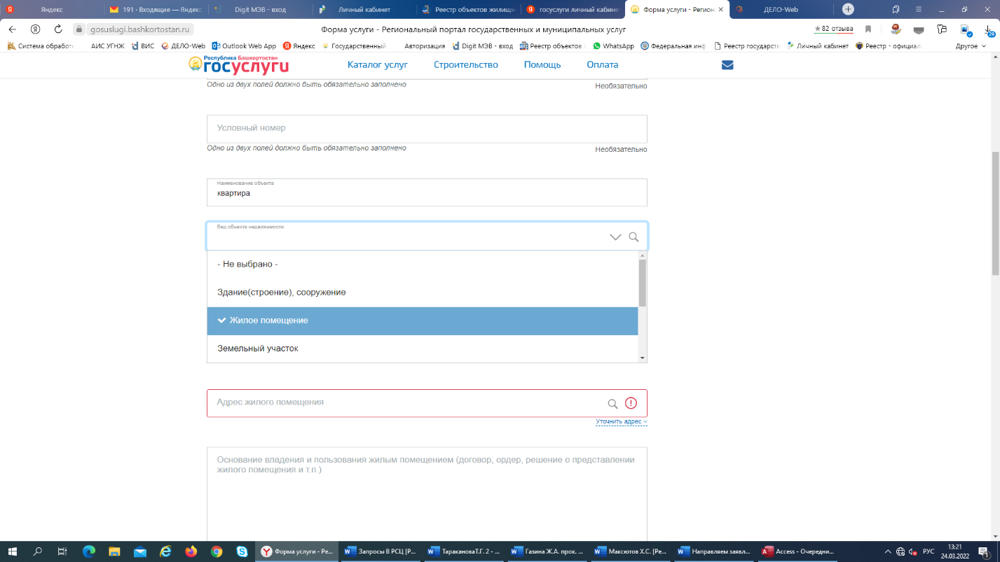 Яндекс
191 · Входящие — Яндекс
Digit МЭВ - вход
Личный кабинет
Реестр объектов жилищн
госуслуги личный кабине
Форма услуги - Регион
ДЕЛО-Web
gosuslugi.bashkortostan.ru
Форма услуги - Региональный портал государственных и муниципальных услуг
★82 отзыва
29
Система обработ
АИС УГНЖ
ВИС
ДЕЛО-Web
Outlook Web App
Яндекс
Государственный
Авторизация
Digit МЭВ - вход
Реестр объектов
WhatsApp
Федеральная инф
Реестр государств
Личный кабинет
Реестр - официал
Другое
Республика Башкортостан
госуслуги
Каталог услуг
Строительство
Помощь
Оплата
Одно из двух полей должно быть обязательно заполнено
Необязательно
Условный номер
Одно из двух полей должно быть обязательно заполнено
Необязательно
Наименование объекта
квартира
Вид объекта недвижимости
- Не выбрано -
Здание(строение), сооружение
Жилое помещение
Земельный участок
Адрес жилого помещения
Уточнить адрес
Основание владения и пользования жилым помещением (договор, ордер, решение о представлении
жилого помещения и т.п.)
Форма услуги - Ре...
Запросы В РСЦ [Р...
ТаракановаТ.Г. 2 - ...
Газина Ж.А. прок. ...
Максютов Х.С. [Ре...
Направляем заявл...
Access - Очередни...
РУС
13:21
24.03.2022
1